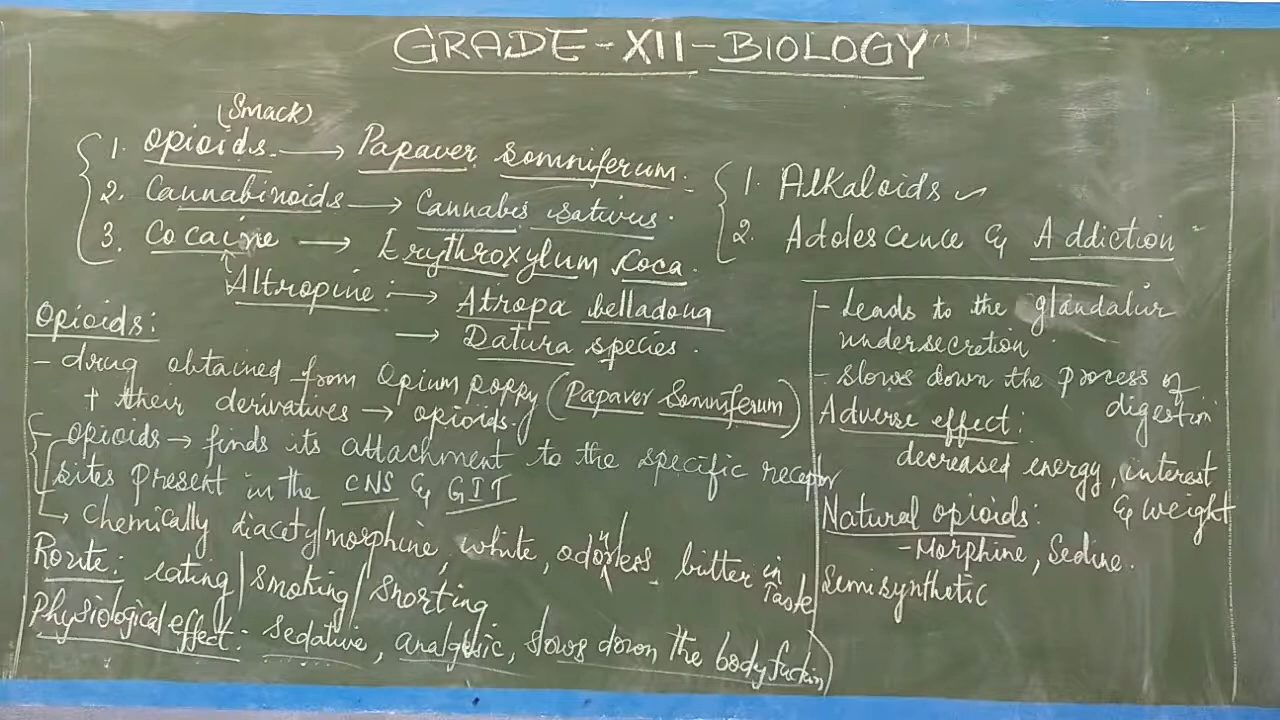 GRADE-XII-BIOLOGY
(Smack)
1. Opioids. → Papaver Somniferum.
2. Cannabinoids → Cannabis sativus.
3. Cocaine → Erythroxylum Coca.
Altropine: → Atropa belladona
→ Datura species.
1. Alkaloids ✓
2. Adolescence & Addiction
Opioids:
- drug obtained from Opium poppy (Papaver Somniferum)
+ their derivatives → opioids.
- opioids → finds its attachment to the specific receptor
sites present in the CNS & GIT
↳ Chemically diacetylmorphine, white, odorless, bitter in
Taste
Route: eating/smoking/snorting.
Physiological effect: sedative, analgesic, slows down the body
- Leads to the glandalur
undersecretion.
- Slows down the process of
digestion
Adverse effect:
decreased energy, interest
& weight
Natural opioids:
- Morphine, Sedine.
Semisynthetic